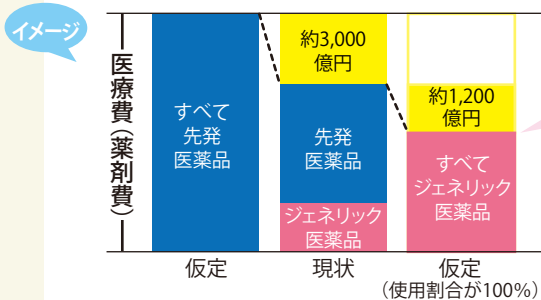 イメージ
医療費(薬剤費)
すべて
先発
医薬品
約3,000
億円
先発
医薬品
ジェネリック
医薬品
約1,200
億円
すべて
ジェネリック
医薬品
仮定
現状
仮定
(使用割合が100%)